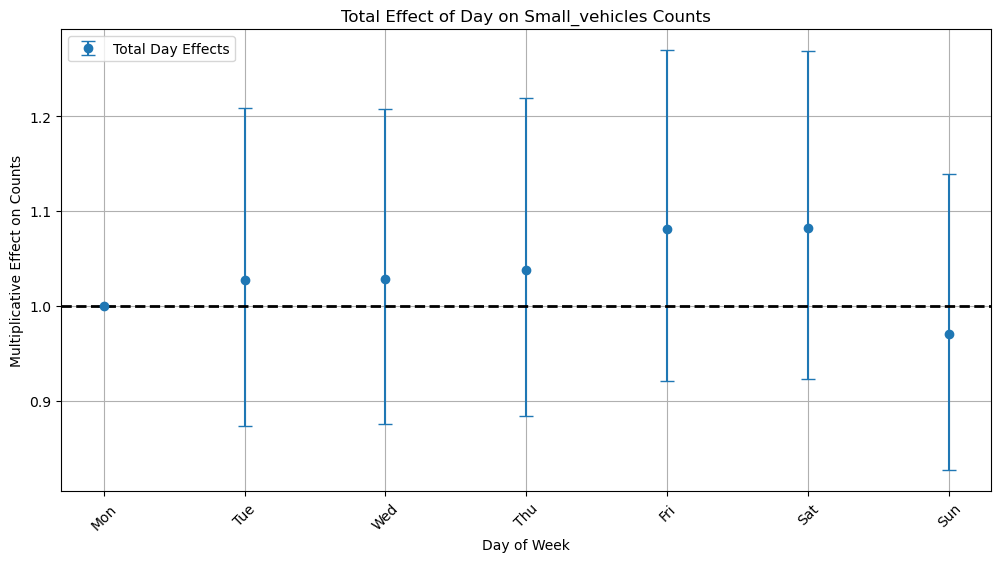 Total Effect of Day on Small_vehicles Counts
Total Day Effects
Multiplicative Effect on Counts
1.2
1.1
1.0
0.9
Mon
Tue
Wed
Thu
Fri
Sat
Sun
Day of Week